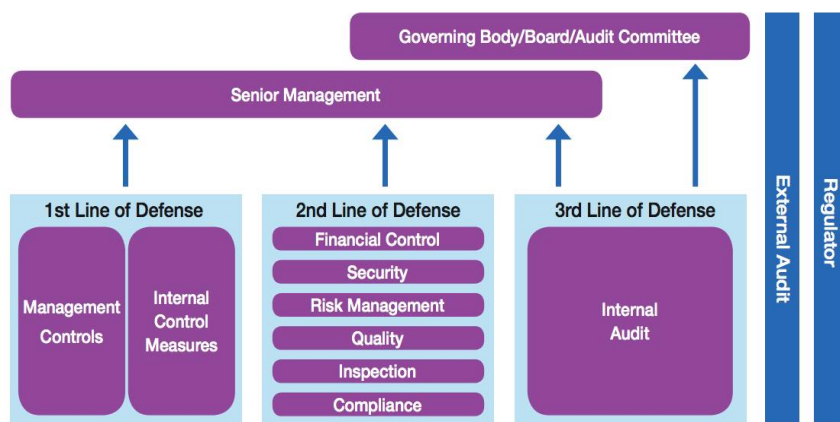 Governing Body/Board/Audit Committee
Senior Management
1st Line of Defense
Management
Controls
Internal
Control
Measures
2nd Line of Defense
Financial Control
Security
Risk Management
Quality
Inspection
Compliance
3rd Line of Defense
Internal
Audit
External Audit
Regulator